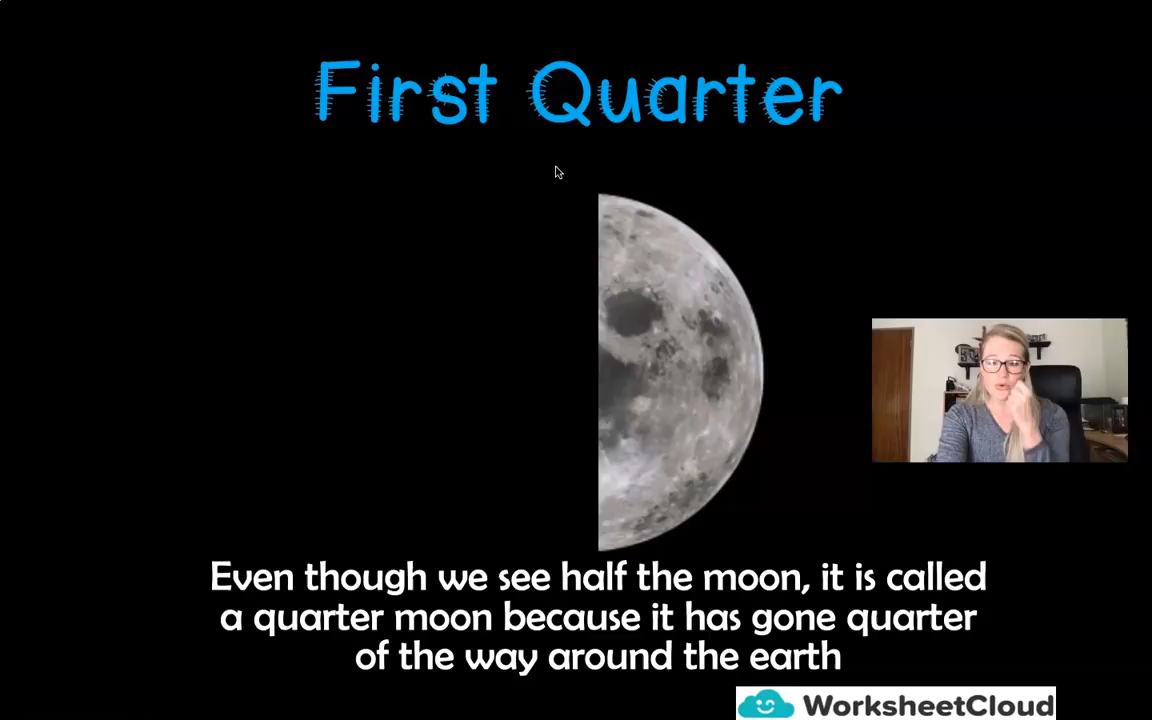 First Quarter
Even though we see half the moon, it is called
a quarter moon because it has gone quarter
of the way around the earth
WorksheetCloud